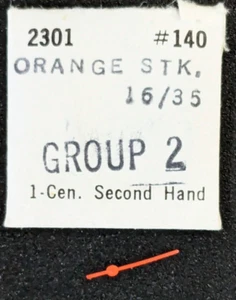 2301 #140
ORANGE STK.
16/35
GROUP 2
1-Cen. Second Hand